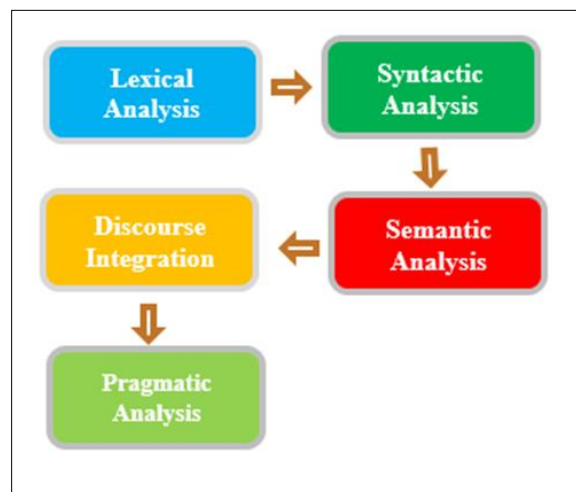 Lexical
Analysis
Syntactic
Analysis
Semantic
Analysis
Discourse
Integration
Pragmatic
Analysis